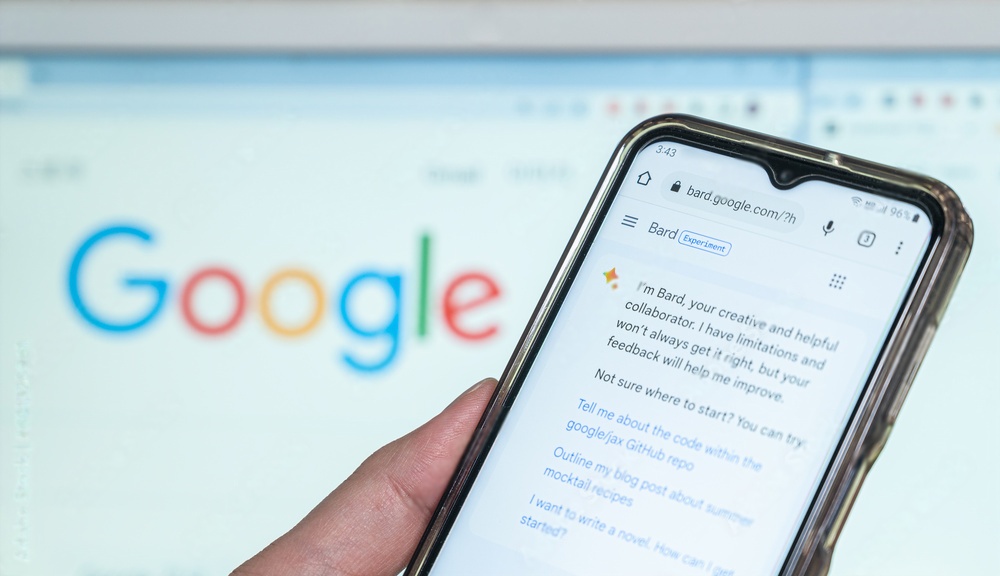 Google
3:43
96%
bard.google.com/?h
3
Bard Experiment
I'm Bard, your creative and helpful
collaborator. I have limitations and
won't always get it right, but your
feedback will help me improve.
Not sure where to start? You can try:
Tell me about the code within the
google/jax GitHub repo
Outline my blog post about summer
mocktail recipes
I want to write a novel. How can I get
started?